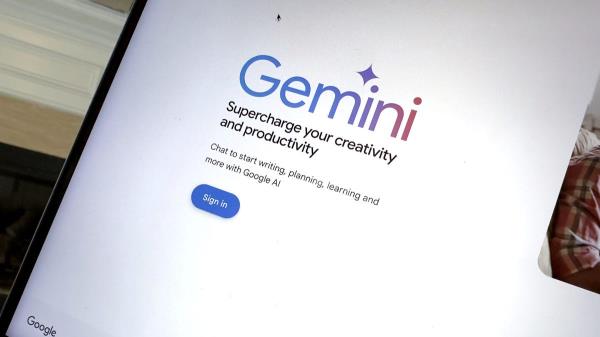 Gemini
Supercharge your creativity
and productivity
Chat to start writing, planning, learning and
more with Google AI
Sign in
Google